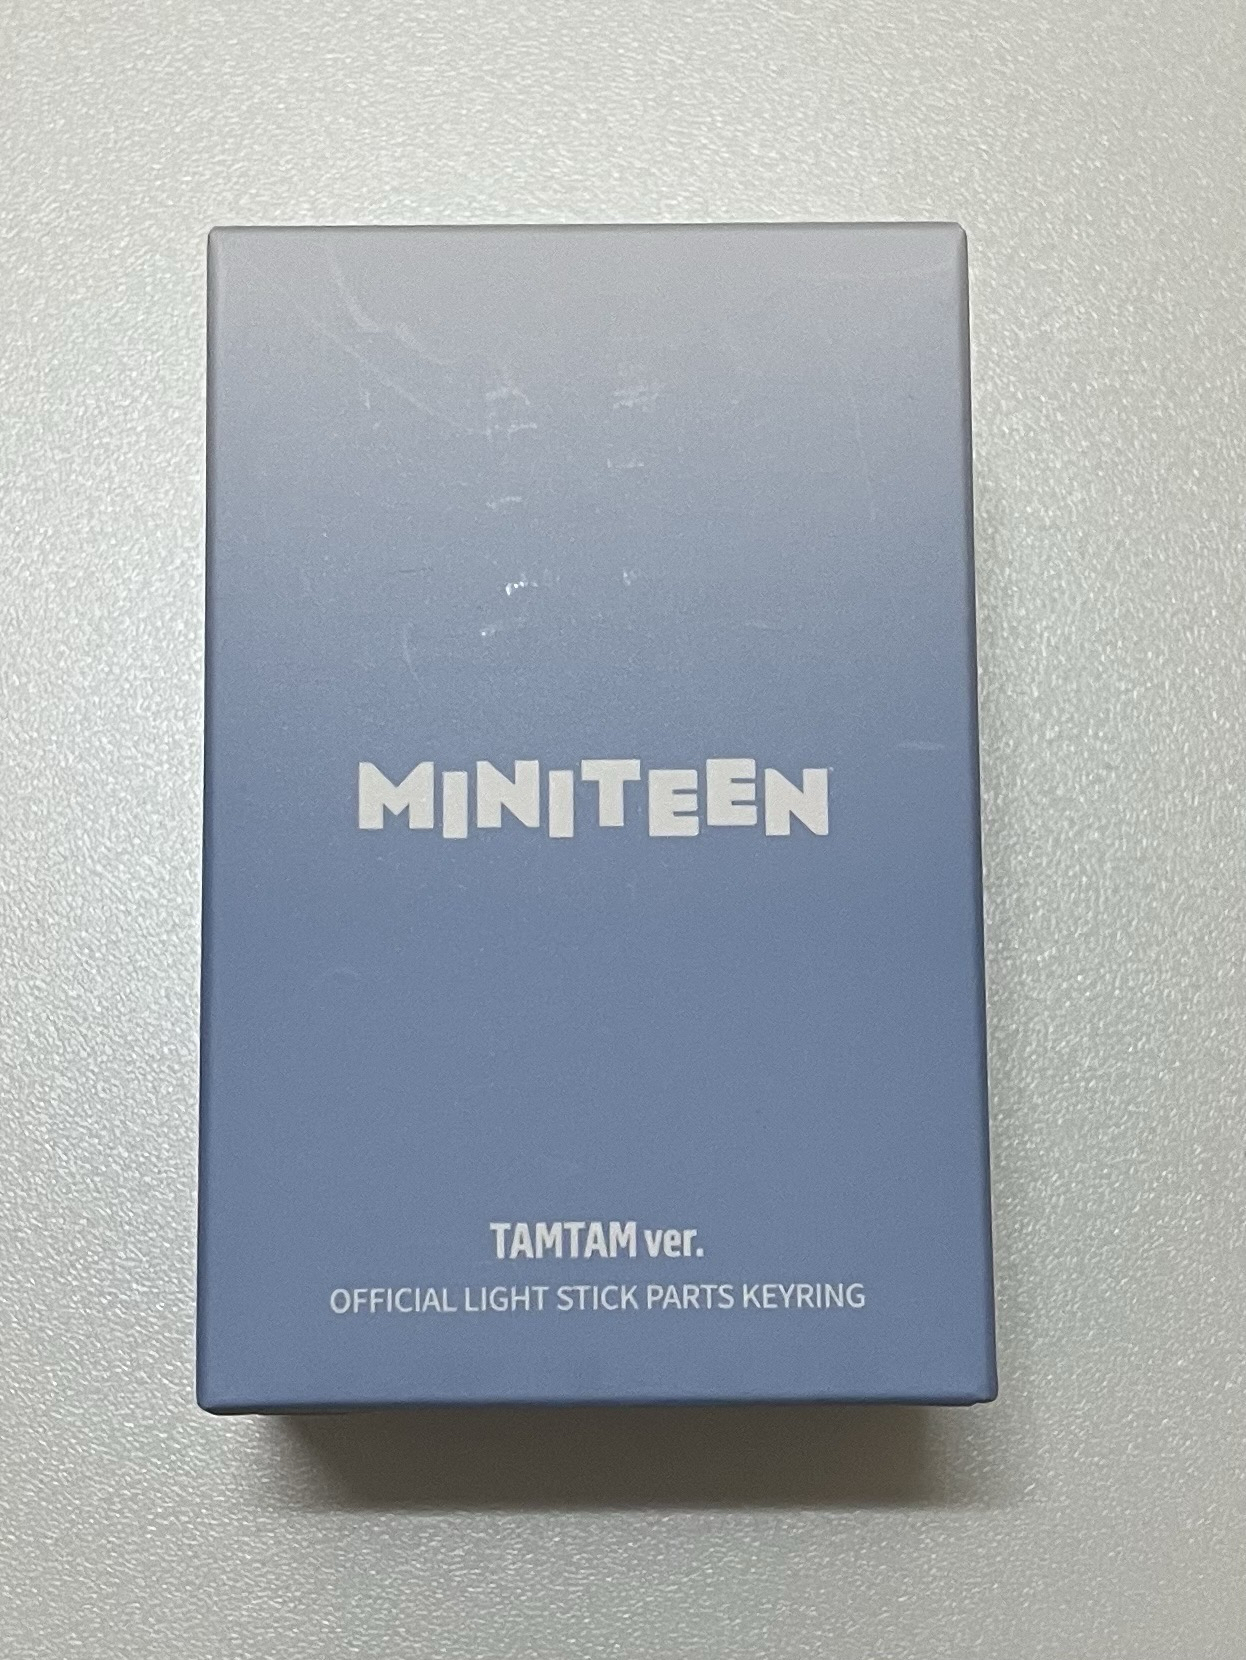 MINITEEN
TAMTAM ver.
OFFICIAL LIGHT STICK PARTS KEYRING